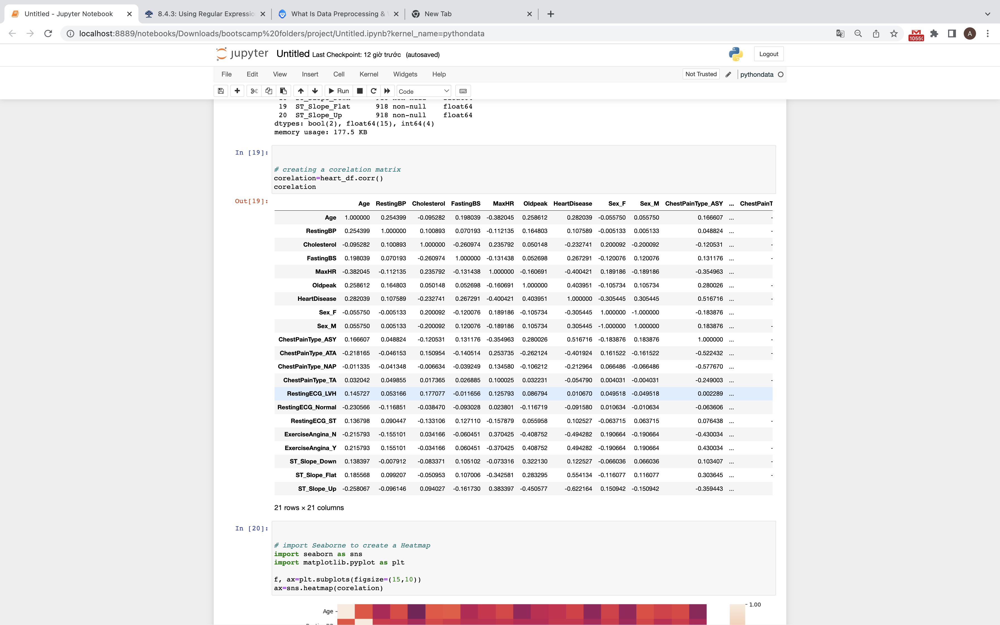 Untitled - Jupyter Notebook
8.4.3: Using Regular Expressio
What Is Data Preprocessing &
New Tab
localhost:8889/notebooks/Downloads/bootscamp%20folders/project/Untitled.ipynb?kernel_name=pythondata
A
jupyter Untitled Last Checkpoint: 12 giờ trước (autosaved)
Logout
File Edit View Insert Cell Kernel Widgets Help
Not Trusted pythondata
Run Code
19 ST_Slope_Flat 918 non-null float64
20 ST_Slope_Up 918 non-null float64
dtypes: bool(2), float64(15), int64(4)
memory usage: 177.5 KB
In [19]:
# creating a corelation matrix
corelation=heart_df.corr()
corelation
Out[19]:
Age RestingBP Cholesterol FastingBS MaxHR Oldpeak HeartDisease Sex_F Sex_M ChestPainType_ASY ... ChestPainT
Age 1.000000 0.254399 -0.095282 0.198039 -0.382045 0.258612 0.282039 -0.055750 0.055750 0.166607 ... -
RestingBP 0.254399 1.000000 0.100893 0.070193 -0.112135 0.164803 0.107589 -0.005133 0.005133 0.048824 ... -
Cholesterol -0.095282 0.100893 1.000000 -0.260974 0.235792 0.050148 -0.232741 0.200092 -0.200092 -0.120531 ...
FastingBS 0.198039 0.070193 -0.260974 1.000000 -0.131438 0.052698 0.267291 -0.120076 0.120076 0.131176 ... -
MaxHR -0.382045 -0.112135 0.235792 -0.131438 1.000000 -0.160691 -0.400421 0.189186 -0.189186 -0.354963 ...
Oldpeak 0.258612 0.164803 0.050148 0.052698 -0.160691 1.000000 0.403951 -0.105734 0.105734 0.280026 ... -
HeartDisease 0.282039 0.107589 -0.232741 0.267291 -0.400421 0.403951 1.000000 -0.305445 0.305445 0.516716 ... -
Sex_F -0.055750 -0.005133 0.200092 -0.120076 0.189186 -0.105734 -0.305445 1.000000 -1.000000 -0.183876 ...
Sex_M 0.055750 0.005133 -0.200092 0.120076 -0.189186 0.105734 0.305445 -1.000000 1.000000 0.183876 ... -
ChestPainType_ASY 0.166607 0.048824 -0.120531 0.131176 -0.354963 0.280026 0.516716 -0.183876 0.183876 1.000000 ... -
ChestPainType_ATA -0.218165 -0.046153 0.150954 -0.140514 0.253735 -0.262124 -0.401924 0.161522 -0.161522 -0.522432 ... -
ChestPainType_NAP -0.011335 -0.041348 -0.006634 -0.039249 0.134580 -0.106212 -0.212964 0.066486 -0.066486 -0.577670 ...
ChestPainType_TA 0.032042 0.049855 0.017365 0.026885 0.100025 0.032231 -0.054790 0.004031 -0.004031 -0.249003 ... -
RestingECG_LVH 0.145727 0.053166 0.177077 -0.011656 0.125793 0.086794 0.010670 0.049518 -0.049518 0.002289 ...
RestingECG_Normal -0.230566 -0.116851 -0.038470 -0.093028 0.023801 -0.116719 -0.091580 0.010634 -0.010634 -0.063606 ...
RestingECG_ST 0.136798 0.090447 -0.133106 0.127110 -0.157879 0.055958 0.102527 -0.063715 0.063715 0.076438 ... -
ExerciseAngina_N -0.215793 -0.155101 0.034166 -0.060451 0.370425 -0.408752 -0.494282 0.190664 -0.190664 -0.430034 ...
ExerciseAngina_Y 0.215793 0.155101 -0.034166 0.060451 -0.370425 0.408752 0.494282 -0.190664 0.190664 0.430034 ... -
ST_Slope_Down 0.138397 -0.007912 -0.083371 0.105102 -0.073316 0.322130 0.122527 -0.066036 0.066036 0.103407 ... -
ST_Slope_Flat 0.185568 0.099207 -0.050953 0.107006 -0.342581 0.283295 0.554134 -0.116077 0.116077 0.303645 ... -
ST_Slope_Up -0.258067 -0.096146 0.094027 -0.161730 0.383397 -0.450577 -0.622164 0.150942 -0.150942 -0.359443 ...
21 rows × 21 columns
In [20]:
# import Seaborne to create a Heatmap
import seaborn as sns
import matplotlib.pyplot as plt
f, ax=plt.subplots(figsize=(15,10))
ax=sns.heatmap(corelation)
Age
1.00